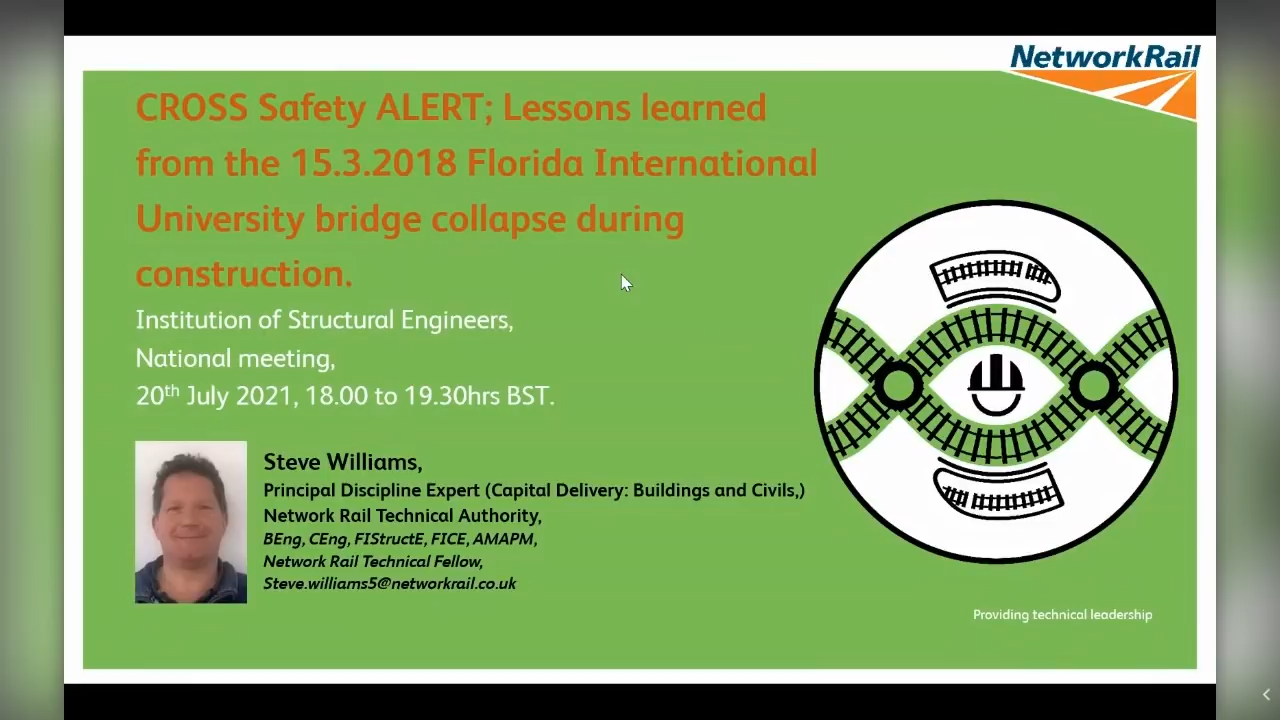 NetworkRail
CROSS Safety ALERT; Lessons learned
from the 15.3.2018 Florida International
University bridge collapse during
construction.
Institution of Structural Engineers,
National meeting,
20th July 2021, 18.00 to 19.30hrs BST.
Steve Williams,
Principal Discipline Expert (Capital Delivery: Buildings and Civils,)
Network Rail Technical Authority,
BEng, CEng, FIStructE, FICE, AMAPM,
Network Rail Technical Fellow,
Steve.williams5@networkrail.co.uk
Providing technical leadership